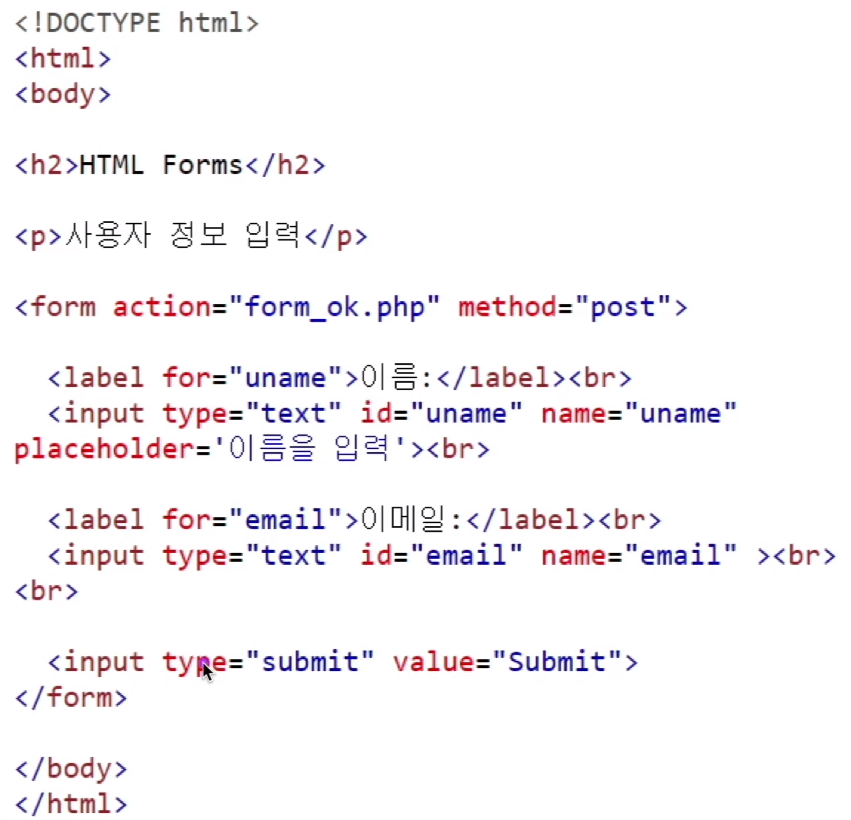 <!DOCTYPE html>
<html>
<body>
<h2>HTML Forms</h2>
<p>사용자 정보 입력</p>
<form action="form_ok.php" method="post">
<label for="uname">이름:</label><br>
<input type="text" id="uname" name="uname"
placeholder='이름을 입력'><br>
<label for="email">이메일:</label><br>
<input type="text" id="email" name="email" ><br>
<br>
<input type="submit" value="Submit">
</form>
</body>
</html>